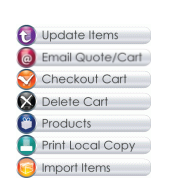 Update Items
Email Quote/Cart
Checkout Cart
Delete Cart
Products
Print Local Copy
Import Items